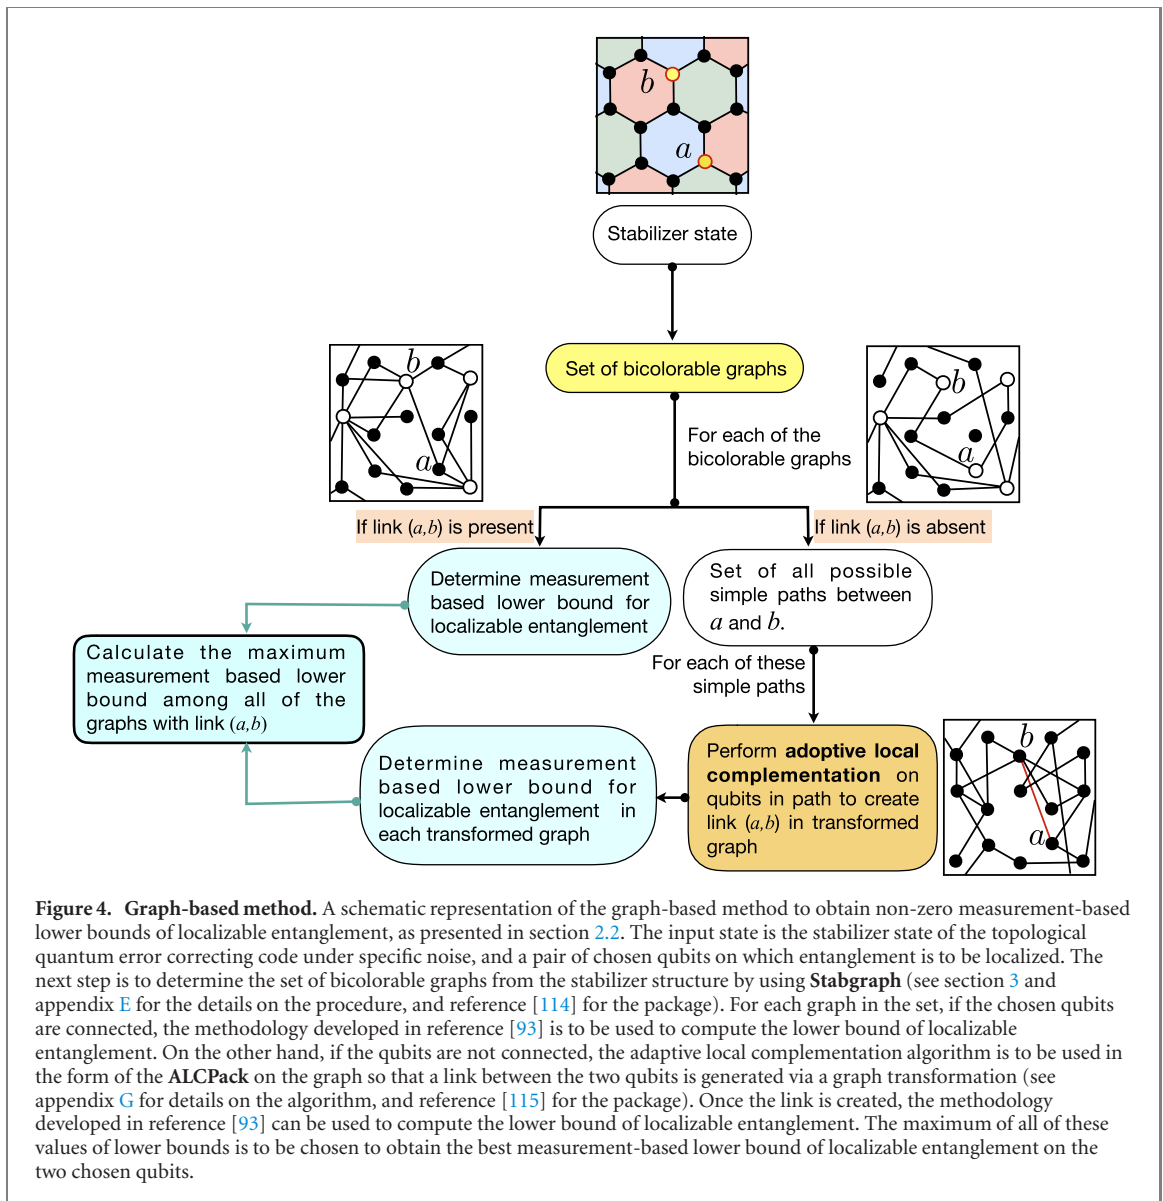 b
a
Stabilizer state
Set of bicolorable graphs
b
a
b
a
For each of the
bicolorable graphs
If link (a,b) is present
If link (a,b) is absent
Determine measurement
based lower bound for
localizable entanglement
Set of all possible
simple paths between
a and b.
Calculate the maximum
measurement based lower
bound among all of the
graphs with link (a,b)
For each of these
simple paths
Determine measurement
based lower bound for
localizable entanglement in
each transformed graph
Perform adoptive local
complementation on
qubits in path to create
link (a,b) in transformed
graph
b
a
Figure 4. Graph-based method. A schematic representation of the graph-based method to obtain non-zero measurement-based
lower bounds of localizable entanglement, as presented in section 2.2. The input state is the stabilizer state of the topological
quantum error correcting code under specific noise, and a pair of chosen qubits on which entanglement is to be localized. The
next step is to determine the set of bicolorable graphs from the stabilizer structure by using Stabgraph (see section 3 and
appendix E for the details on the procedure, and reference [114] for the package). For each graph in the set, if the chosen qubits
are connected, the methodology developed in reference [93] is to be used to compute the lower bound of localizable
entanglement. On the other hand, if the qubits are not connected, the adaptive local complementation algorithm is to be used in
the form of the ALCPack on the graph so that a link between the two qubits is generated via a graph transformation (see
appendix G for details on the algorithm, and reference [115] for the package). Once the link is created, the methodology
developed in reference [93] can be used to compute the lower bound of localizable entanglement. The maximum of all of these
values of lower bounds is to be chosen to obtain the best measurement-based lower bound of localizable entanglement on the
two chosen qubits.